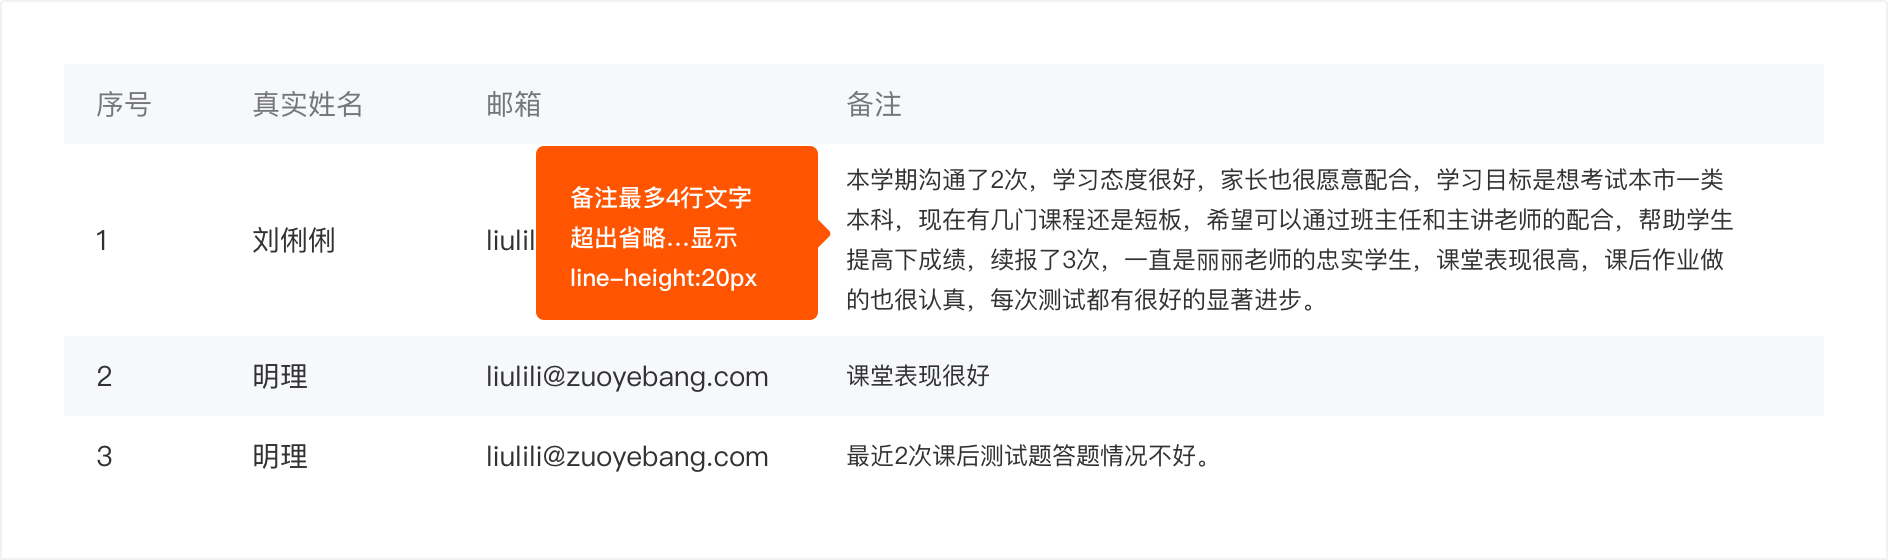 序号 真实姓名 邮箱 备注
1 刘俐俐 liulil
备注最多4行文字
超出省略...显示
line-height:20px
本学期沟通了2次，学习态度很好，家长也很愿意配合，学习目标是想考试本市一类
本科，现在有几门课程还是短板，希望可以通过班主任和主讲老师的配合，帮助学生
提高下成绩，续报了3次，一直是丽丽老师的忠实学生，课堂表现很高，课后作业做
的也很认真，每次测试都有很好的显著进步。
2 明理 liulili@zuoyebang.com 课堂表现很好
3 明理 liulili@zuoyebang.com 最近2次课后测试题答题情况不好。